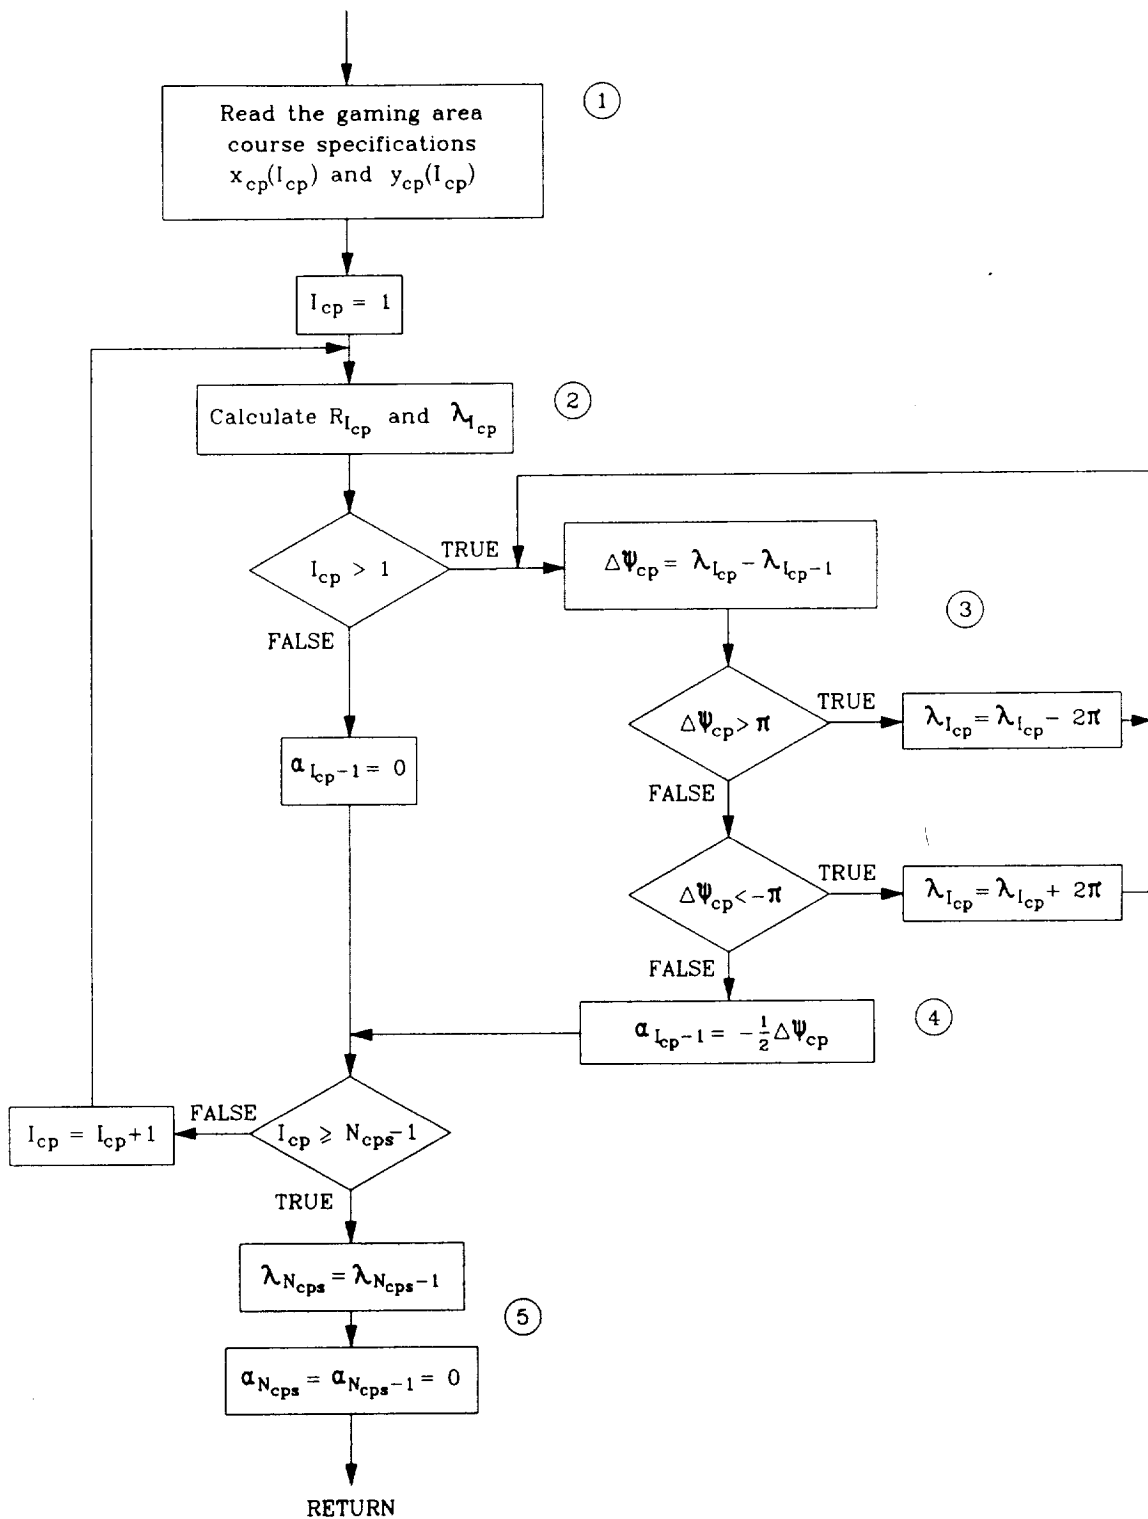 Read the gaming area
course specifications
x_cp(I_cp) and y_cp(I_cp)
1
I_cp = 1
Calculate R_I_cp and λ_I_cp
2
I_cp > 1
TRUE
FALSE
ΔΨ_cp = λ_I_cp − λ_I_cp−1
3
ΔΨ_cp > π
TRUE
λ_I_cp = λ_I_cp − 2π
FALSE
α_I_cp−1 = 0
ΔΨ_cp < −π
TRUE
λ_I_cp = λ_I_cp + 2π
FALSE
α_I_cp−1 = −½ΔΨ_cp
4
I_cp ⩾ N_cps−1
FALSE
I_cp = I_cp+1
TRUE
λ_N_cps = λ_N_cps−1
5
α_N_cps = α_N_cps−1 = 0
RETURN